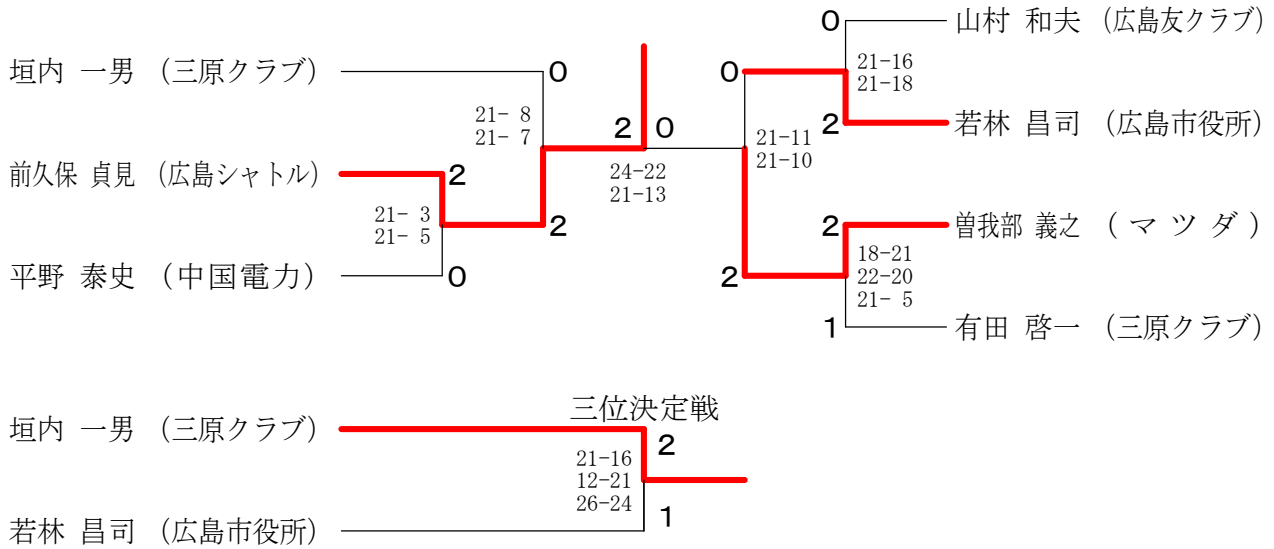 垣内 一男 (三原クラブ)
0
21- 8
21- 7
前久保 貞見 (広島シャトル)
2
21- 3
21- 5
2
平野 泰史 (中国電力)
0
2 0
24-22
21-13
0
山村 和夫 (広島友クラブ)
0
21-16
21-18
2
若林 昌司 (広島市役所)
21-11
21-10
2
曽我部 義之 (マツダ)
2
18-21
22-20
21- 5
1
有田 啓一 (三原クラブ)
三位決定戦
垣内 一男 (三原クラブ)
2
21-16
12-21
26-24
1
若林 昌司 (広島市役所)